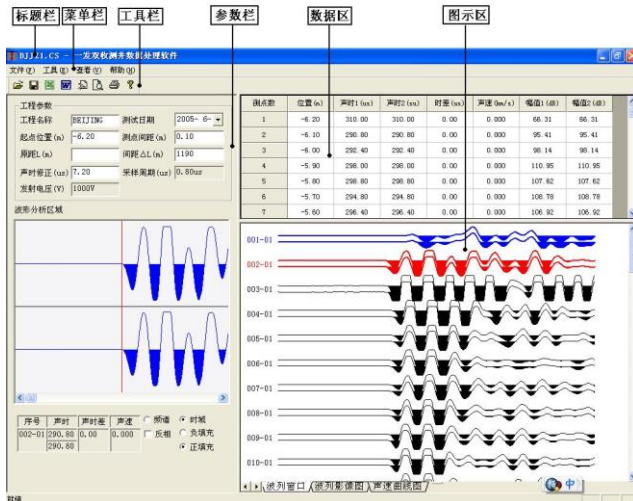 标题栏 菜单栏 工具栏 参数栏 数据区 图示区
BJJZ1.CS - 一发双收测井数据处理软件
文件(F) 工具(E) 查看(V) 帮助(H)
工程参数
工程名称 BEIJING 测试日期 2005- 6-
起点位置(m) -6.20 测点间距(m) 0.10
原距L(m) 间距△L(m) 1190
声时修正(us) 7.20 采样周期(us) 0.80us
发射电压(V) 1000V
波形分析区域
测点数 位置(m) 声时1(us) 声时2(su) 时差(us) 声速(km/s) 幅值1(dB) 幅值2(dB)
1 -6.20 310.00 310.00 0.00 0.000 66.31 66.31
2 -6.10 290.80 290.80 0.00 0.000 95.41 95.41
3 -6.00 292.40 292.40 0.00 0.000 98.14 98.14
4 -5.90 298.00 298.00 0.00 0.000 110.95 110.95
5 -5.80 298.80 298.80 0.00 0.000 107.62 107.62
6 -5.70 294.80 294.80 0.00 0.000 108.78 108.78
7 -5.60 296.40 296.40 0.00 0.000 106.92 106.92
001-01
002-01
003-01
004-01
005-01
006-01
007-01
008-01
009-01
010-01
序号 声时 声时差 声速
002-01 290.80 0.00 0.000
290.80
频谱 时域
反相 负填充
正填充
波列窗口 波列影像图 声速曲线图
中
就绪